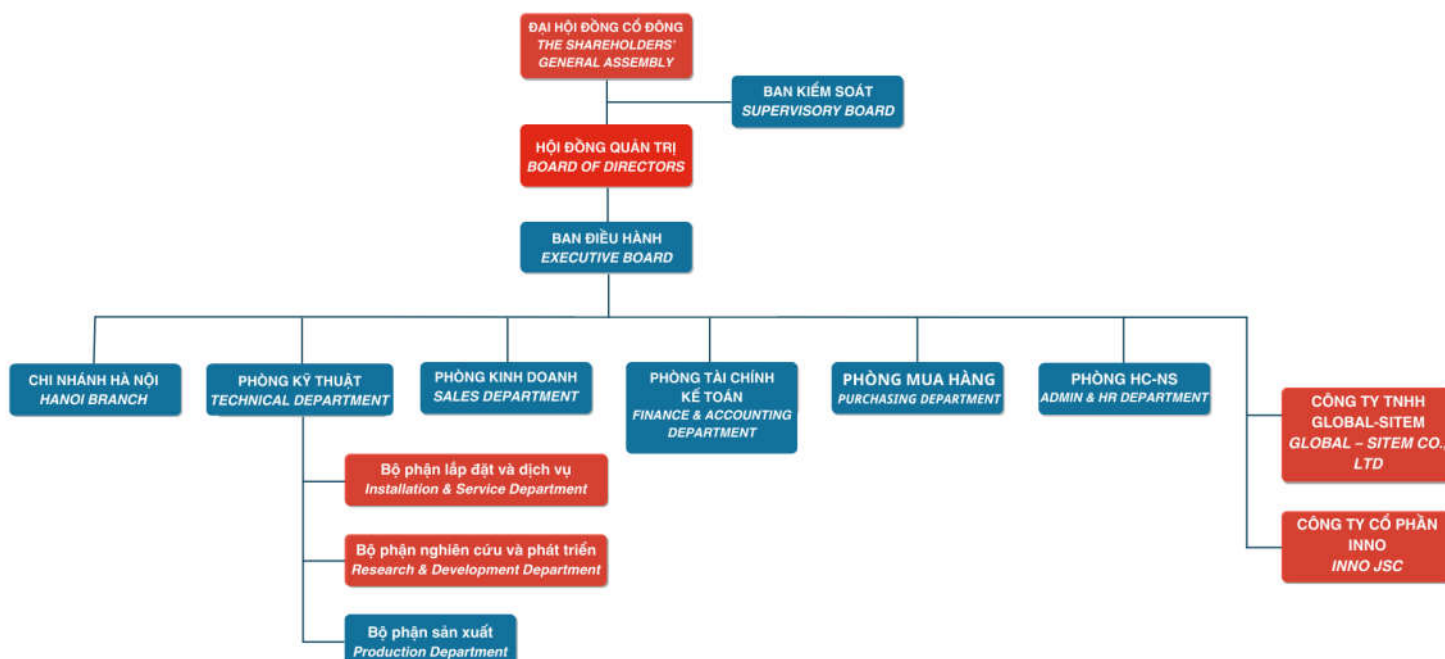 ĐẠI HỘI ĐỒNG CỔ ĐÔNG
THE SHAREHOLDERS'
GENERAL ASSEMBLY
BAN KIỂM SOÁT
SUPERVISORY BOARD
HỘI ĐỒNG QUẢN TRỊ
BOARD OF DIRECTORS
BAN ĐIỀU HÀNH
EXECUTIVE BOARD
CHI NHÁNH HÀ NỘI
HANOI BRANCH
PHÒNG KỸ THUẬT
TECHNICAL DEPARTMENT
PHÒNG KINH DOANH
SALES DEPARTMENT
PHÒNG TÀI CHÍNH
KẾ TOÁN
FINANCE & ACCOUNTING
DEPARTMENT
PHÒNG MUA HÀNG
PURCHASING DEPARTMENT
PHÒNG HC-NS
ADMIN & HR DEPARTMENT
CÔNG TY TNHH
GLOBAL-SITEM
GLOBAL – SITEM CO.,
LTD
Bộ phận lắp đặt và dịch vụ
Installation & Service Department
Bộ phận nghiên cứu và phát triển
Research & Development Department
CÔNG TY CỔ PHẦN
INNO
INNO JSC
Bộ phận sản xuất
Production Department